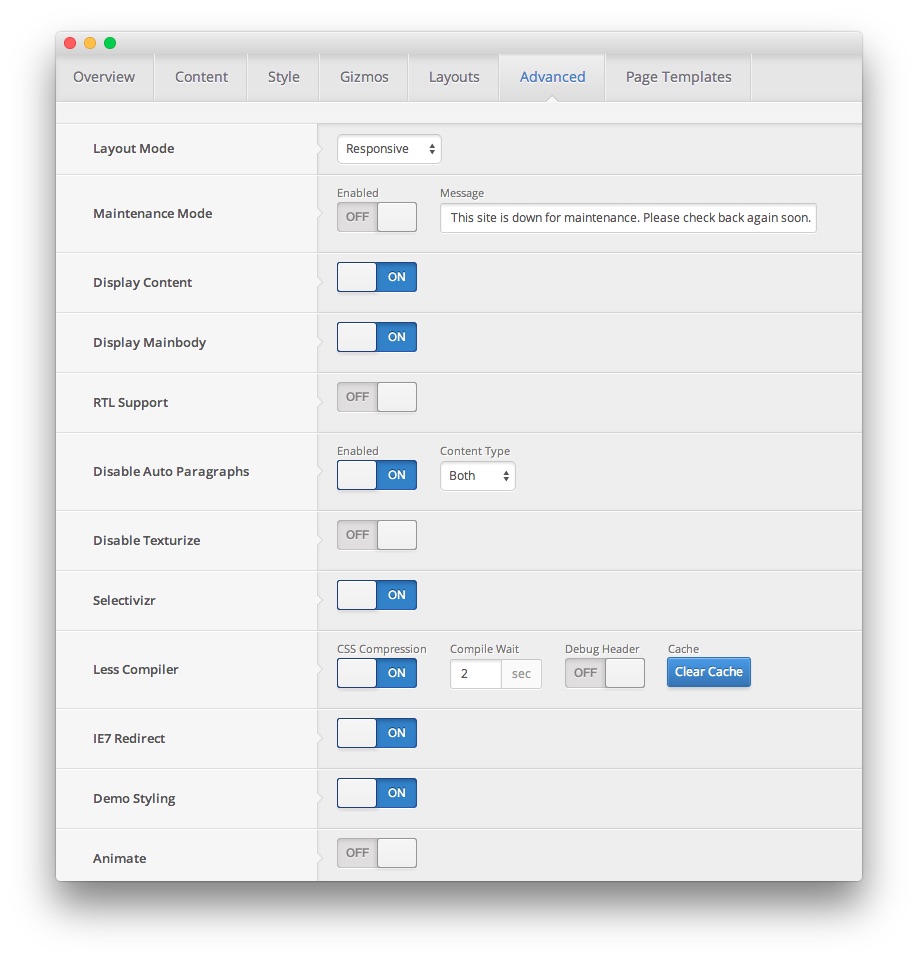 Overview Content Style Gizmos Layouts Advanced Page Templates
Layout Mode Responsive
Enabled Message
Maintenance Mode OFF This site is down for maintenance. Please check back again soon.
Display Content ON
Display Mainbody ON
RTL Support OFF
Enabled Content Type
Disable Auto Paragraphs ON Both
Disable Texturize OFF
Selectivizr ON
CSS Compression Compile Wait Debug Header Cache
Less Compiler ON 2 sec OFF Clear Cache
IE7 Redirect ON
Demo Styling ON
Animate OFF